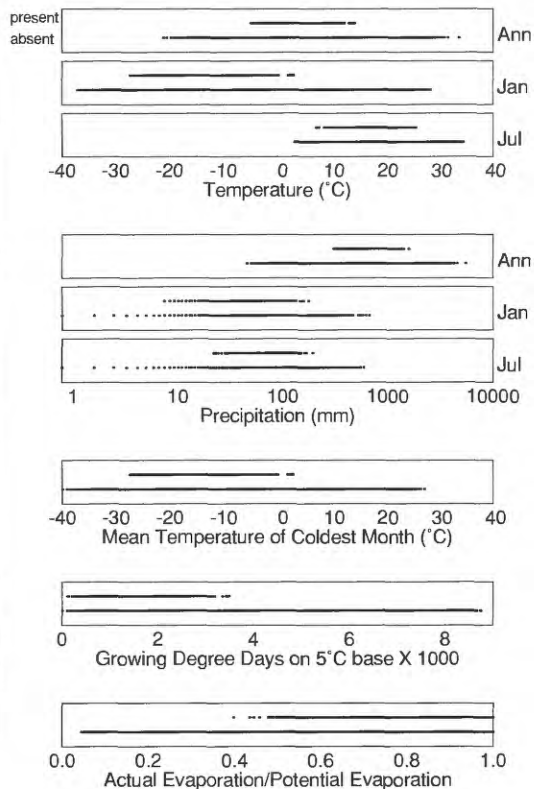 present
absent
Ann
Jan
Jul
-40 -30 -20 -10 0 10 20 30 40
Temperature (˚C)
Ann
Jan
Jul
1 10 100 1000 10000
Precipitation (mm)
-40 -30 -20 -10 0 10 20 30 40
Mean Temperature of Coldest Month (˚C)
0 2 4 6 8
Growing Degree Days on 5˚C base X 1000
0.0 0.2 0.4 0.6 0.8 1.0
Actual Evaporation/Potential Evaporation